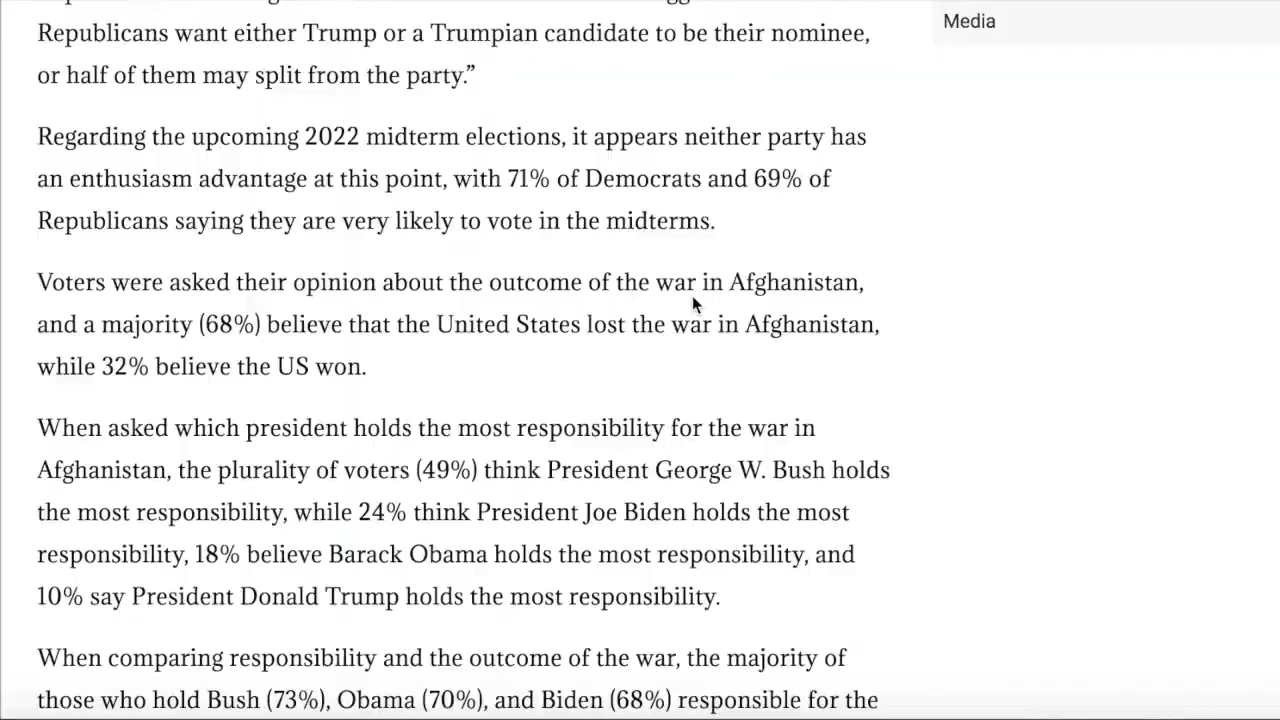 Republicans want either Trump or a Trumpian candidate to be their nominee,
or half of them may split from the party.”
Regarding the upcoming 2022 midterm elections, it appears neither party has
an enthusiasm advantage at this point, with 71% of Democrats and 69% of
Republicans saying they are very likely to vote in the midterms.
Voters were asked their opinion about the outcome of the war in Afghanistan,
and a majority (68%) believe that the United States lost the war in Afghanistan,
while 32% believe the US won.
When asked which president holds the most responsibility for the war in
Afghanistan, the plurality of voters (49%) think President George W. Bush holds
the most responsibility, while 24% think President Joe Biden holds the most
responsibility, 18% believe Barack Obama holds the most responsibility, and
10% say President Donald Trump holds the most responsibility.
When comparing responsibility and the outcome of the war, the majority of
those who hold Bush (73%), Obama (70%), and Biden (68%) responsible for the
Media